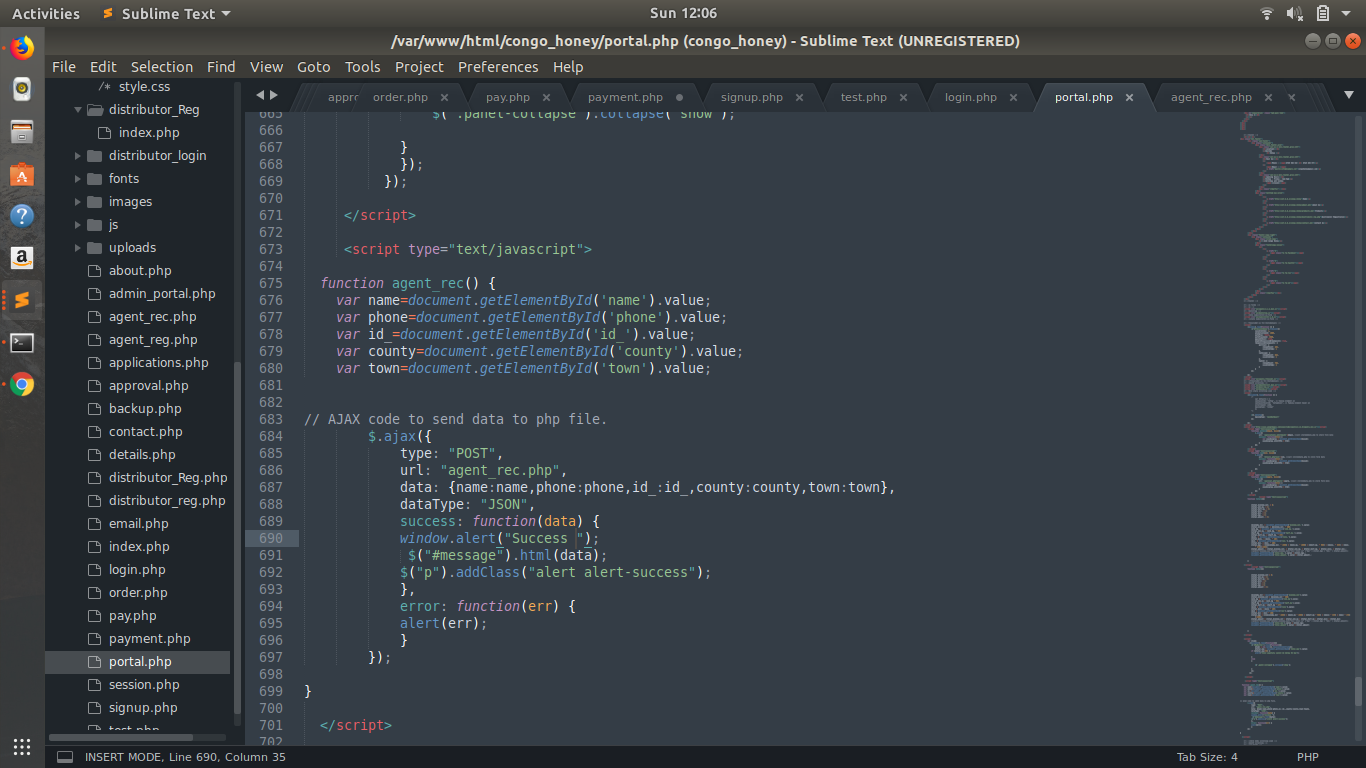 Activities Sublime Text Sun 12:06
/var/www/html/congo_honey/portal.php (congo_honey) - Sublime Text (UNREGISTERED)
File Edit Selection Find View Goto Tools Project Preferences Help
appr order.php pay.php payment.php signup.php test.php login.php portal.php agent_rec.php
/* style.css
distributor_Reg
index.php
distributor_login
fonts
images
js
uploads
about.php
admin_portal.php
agent_rec.php
agent_reg.php
applications.php
approval.php
backup.php
contact.php
details.php
distributor_Reg.php
distributor_reg.php
email.php
index.php
login.php
order.php
pay.php
payment.php
portal.php
session.php
signup.php
test.php
665 $('.panel-collapse').collapse('show');
666
667 }
668 });
669 });
670
671 </script>
672
673 <script type="text/javascript">
674
675 function agent_rec() {
676 var name=document.getElementById('name').value;
677 var phone=document.getElementById('phone').value;
678 var id_=document.getElementById('id_').value;
679 var county=document.getElementById('county').value;
680 var town=document.getElementById('town').value;
681
682
683 // AJAX code to send data to php file.
684 $.ajax({
685 type: "POST",
686 url: "agent_rec.php",
687 data: {name:name,phone:phone,id_:id_,county:county,town:town},
688 dataType: "JSON",
689 success: function(data) {
690 window.alert("Success ");
691 $("#message").html(data);
692 $("p").addClass("alert alert-success");
693 },
694 error: function(err) {
695 alert(err);
696 }
697 });
698
699 }
700
701 </script>
702
INSERT MODE, Line 690, Column 35 Tab Size: 4 PHP